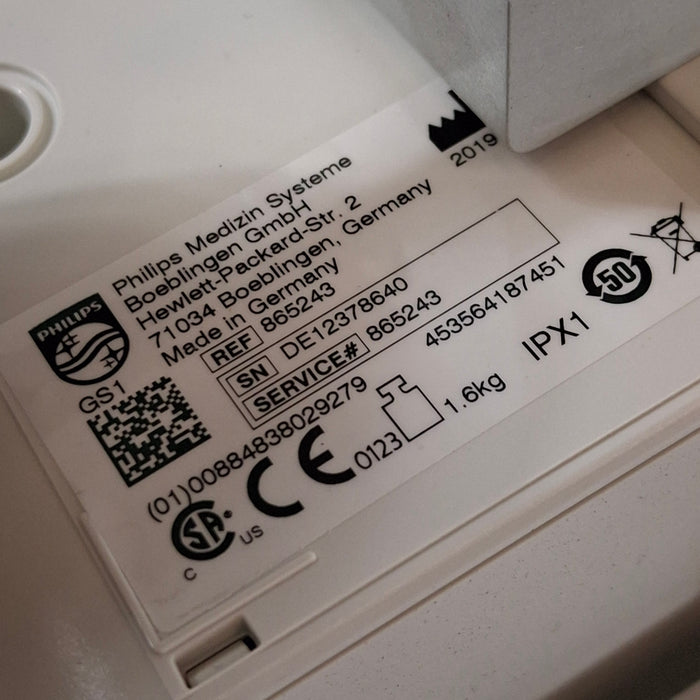 2019
Philips Medizin Systeme
Boeblingen GmbH
Hewlett-Packard-Str. 2
71034 Boeblingen, Germany
Made in Germany
PHILIPS
REF 865243
SN DE12378640
SERVICE# 865243
453564187451
50
GS1
(01)00884838029279
IPX1
1.6kg
CE 0123
C SA® US